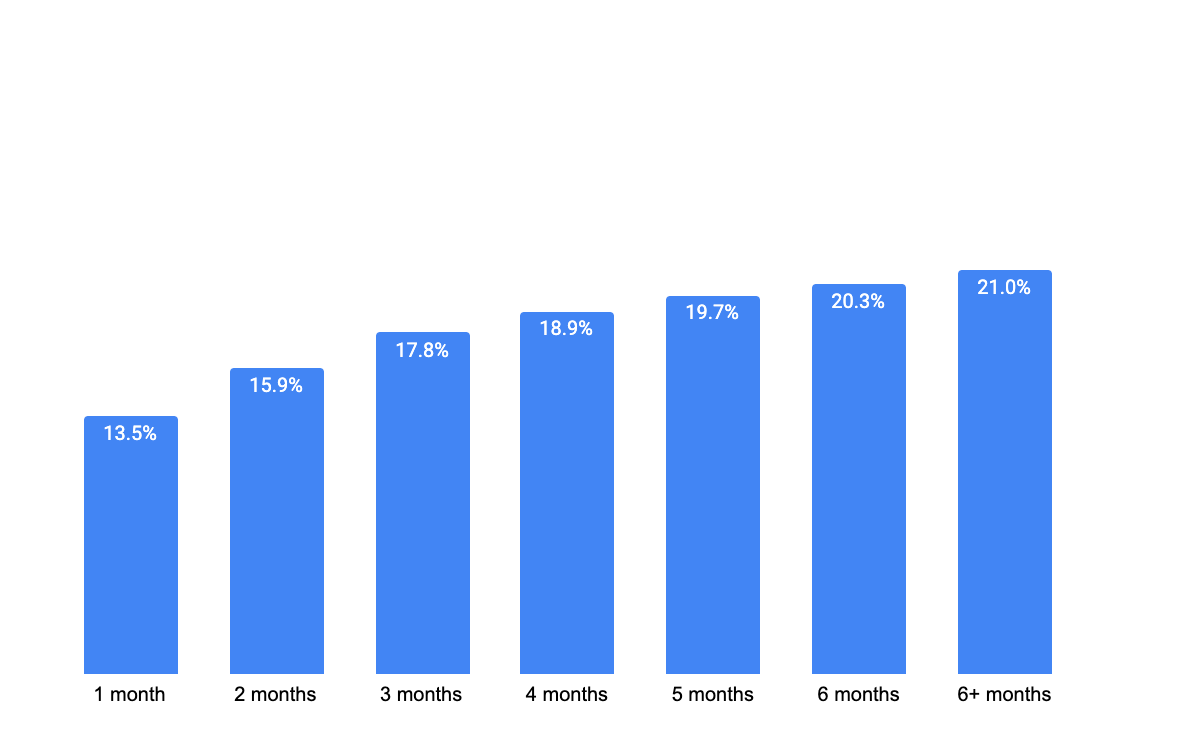 21.0%
20.3%
19.7%
18.9%
17.8%
15.9%
13.5%
1 month
2 months
3 months
4 months
5 months
6 months
6+ months